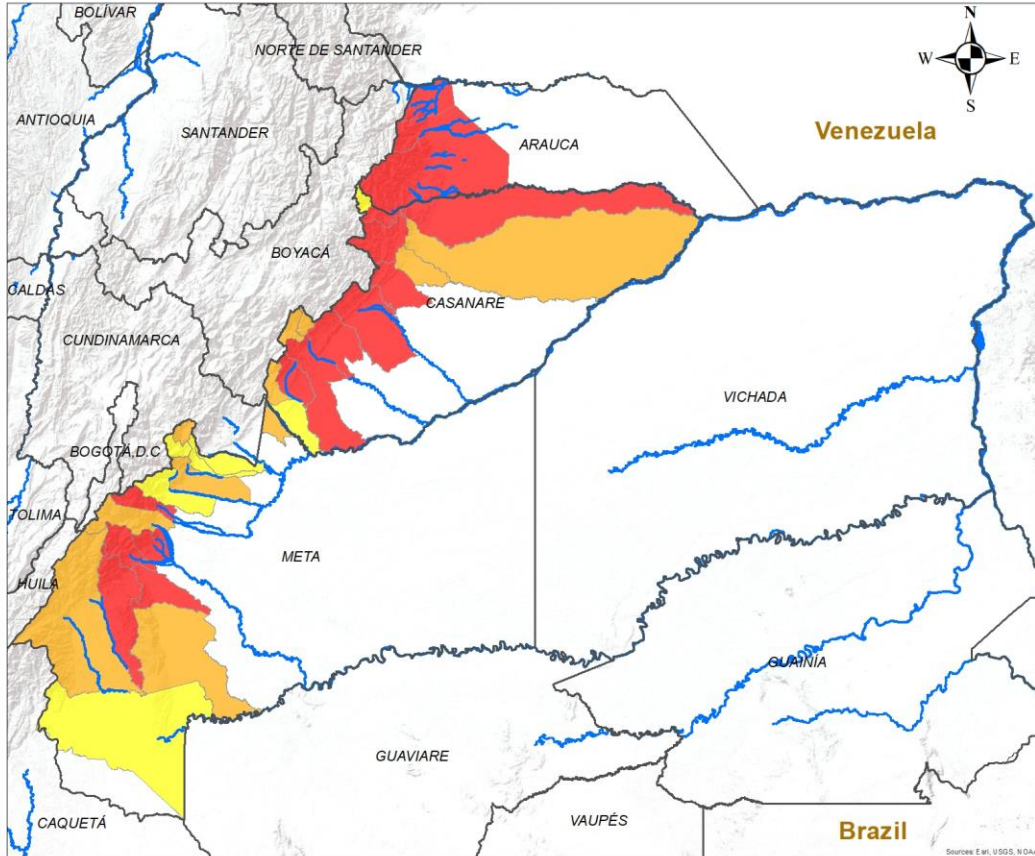 BOLÍVAR
NORTE DE SANTANDER
N
W
E
S
ANTIOQUIA
SANTANDER
ARAUCA
Venezuela
BOYACÁ
CALDAS
CASANARE
CUNDINAMARCA
VICHADA
BOGOTÁ D.C
TOLIMA
META
HUILA
GUAINÍA
GUAVIARE
CAQUETÁ
VAUPÉS
Brazil
Sources: Esri, USGS, NOAA